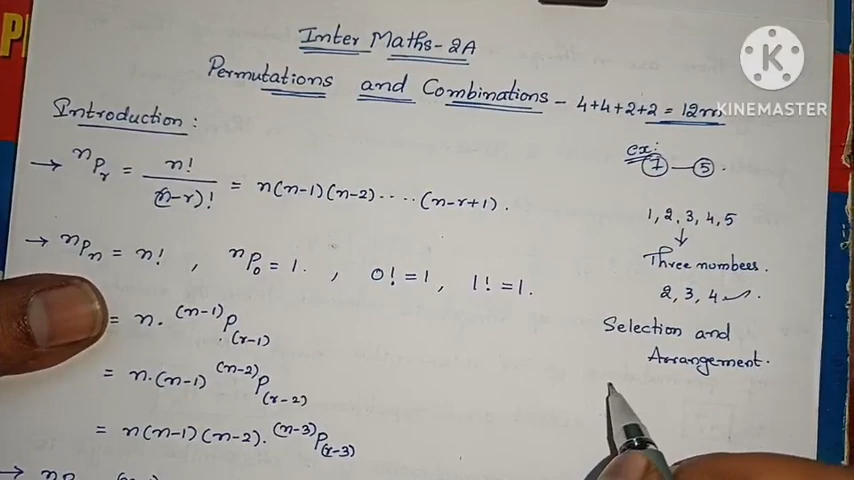 Inter Maths-2A
Permutations and Combinations - 4+4+2+2 = 12m
KINEMASTER
Introduction:
→ ⁿPᵣ = n!/(n-r)! = n(n-1)(n-2)....(n-r+1).
→ ⁿPₙ = n! , ⁿP₀ = 1. , 0! = 1, 1! = 1.
= n. ⁽ⁿ⁻¹⁾P₍ᵣ₋₁₎
= n.(n-1) ⁽ⁿ⁻²⁾P₍ᵣ₋₂₎
= n(n-1)(n-2). ⁽ⁿ⁻³⁾P₍ᵣ₋₃₎
ex:
7 — 5.
1, 2, 3, 4, 5
↓
Three numbers.
2, 3, 4 ✓.
Selection and
Arrangement.